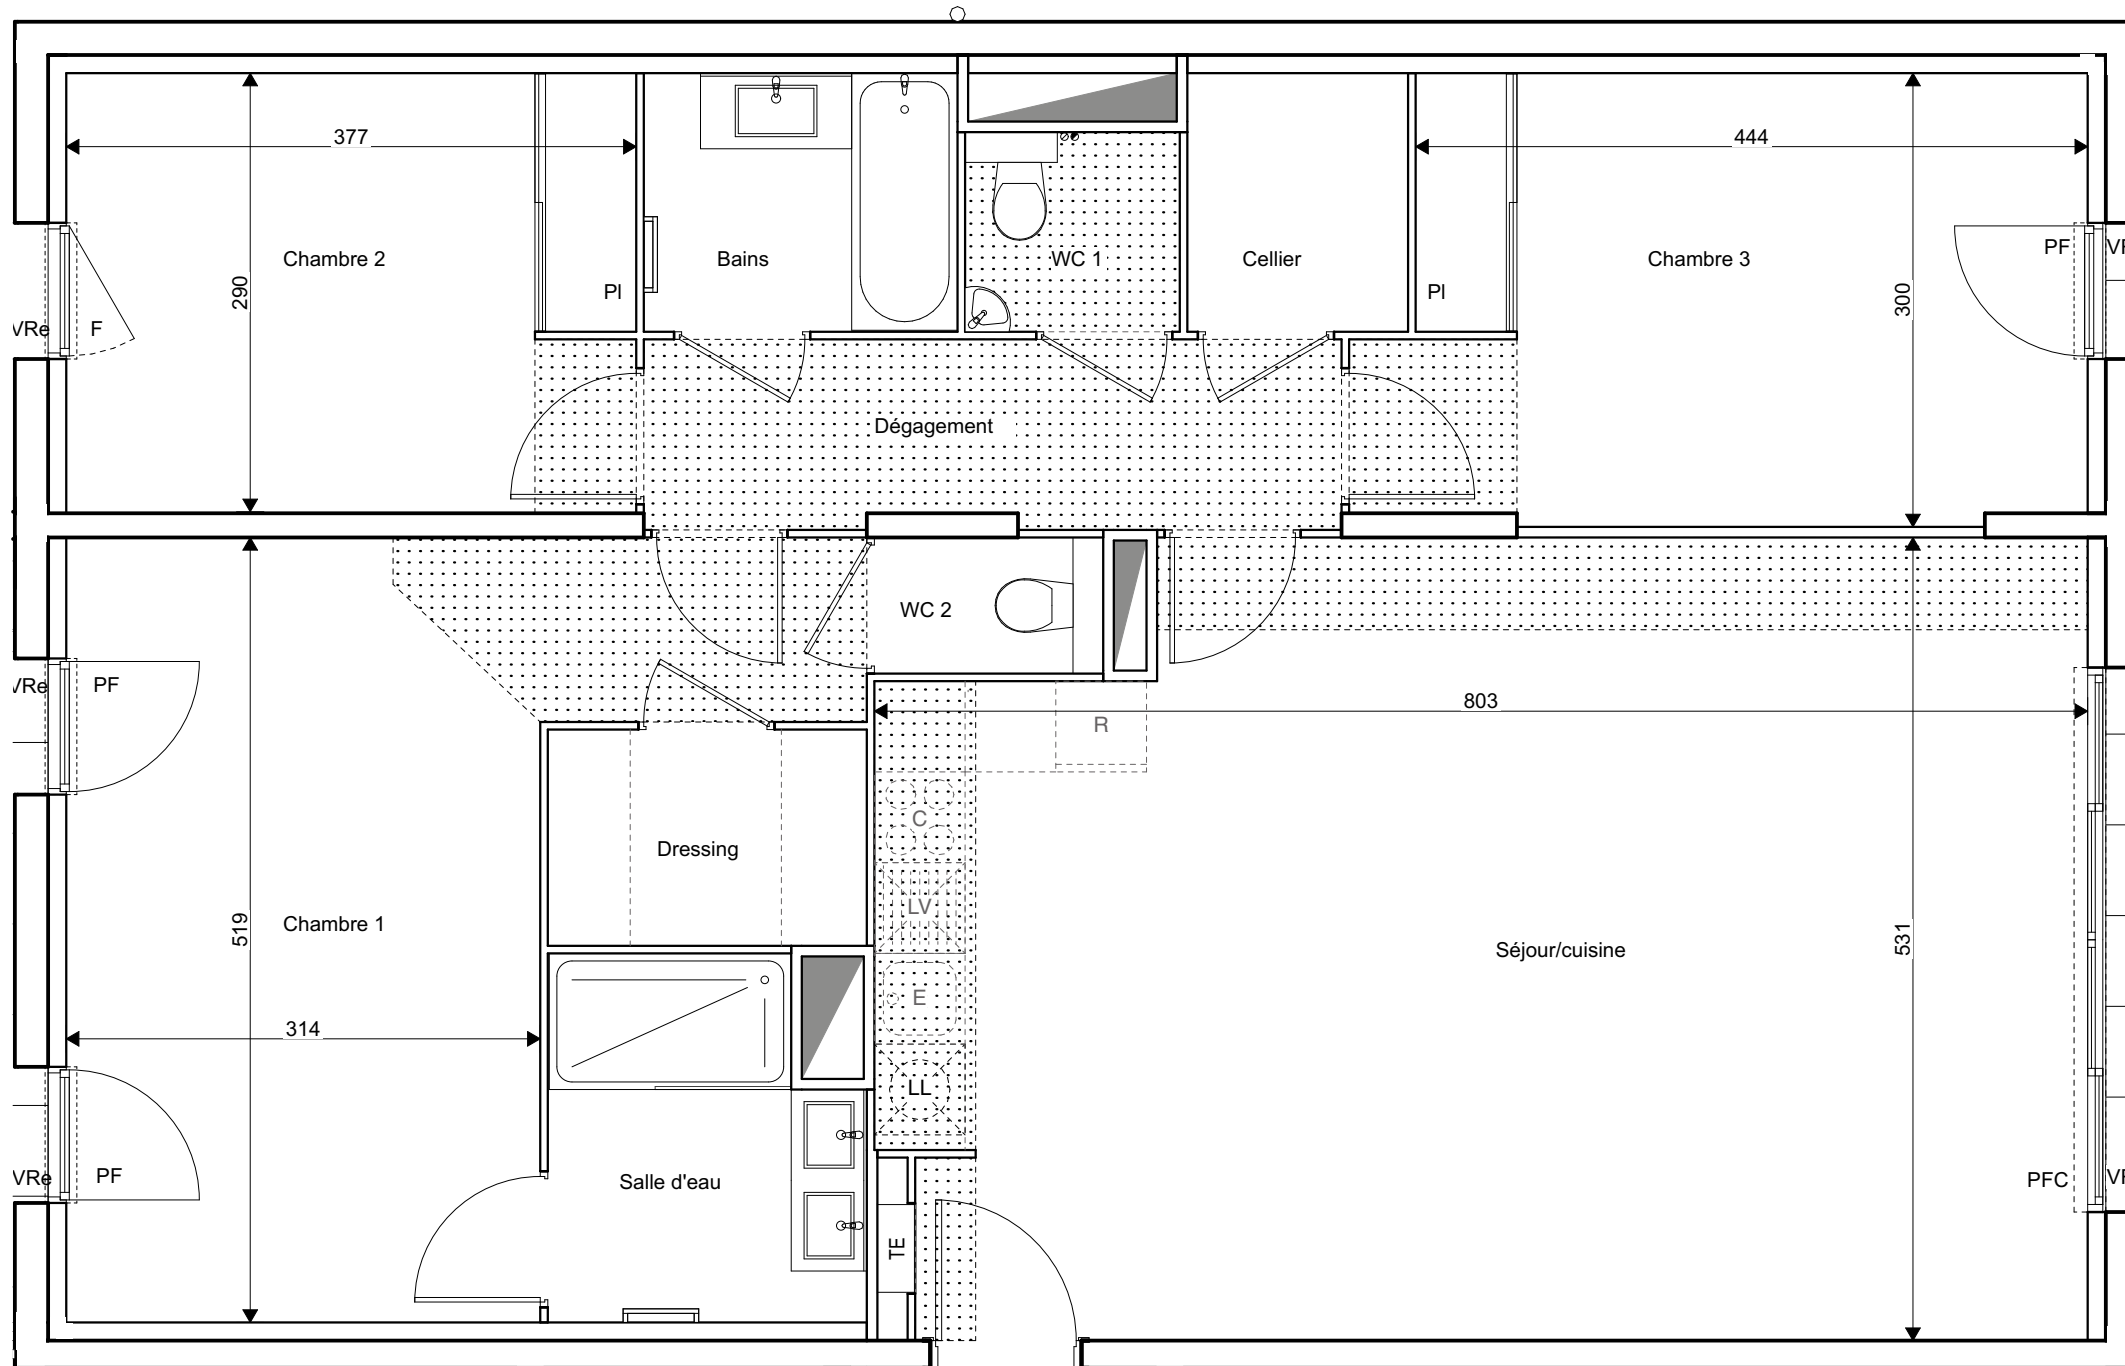 377
444
Chambre 2
Bains
WC 1
Cellier
Chambre 3
PF
VR
290
Pl
Pl
300
VRe
F
Dégagement
WC 2
VRe
PF
803
R
C
Dressing
LV
Chambre 1
519
Séjour/cuisine
531
E
314
LL
VRe
PF
Salle d'eau
PFC
VR
TE